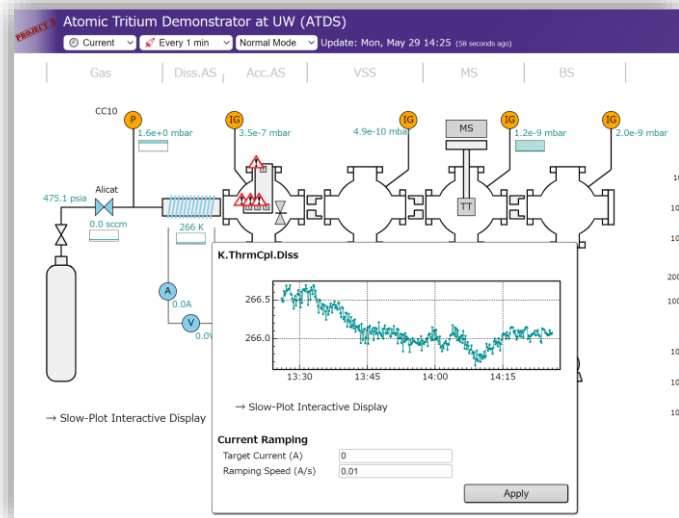 PROJECT 8
Atomic Tritium Demonstrator at UW (ATDS)
Current Every 1 min Normal Mode Update: Mon, May 29 14:25 (58 seconds ago)
Gas Diss.AS Acc.AS VSS MS BS
CC10
P IG IG MS IG IG
1.6e+0 mbar 3.5e-7 mbar 4.9e-10 mbar 1.2e-9 mbar 2.0e-9 mbar
Alicat
475.1 psia
TT
0.0 sccm
266 K
A
0.0A
V
0.0V
K.ThrmCpl.Diss
266.5
266.0
13:30 13:45 14:00 14:15
→ Slow-Plot Interactive Display
→ Slow-Plot Interactive Display
Current Ramping
Target Current (A) 0
Ramping Speed (A/s) 0.01
Apply
200